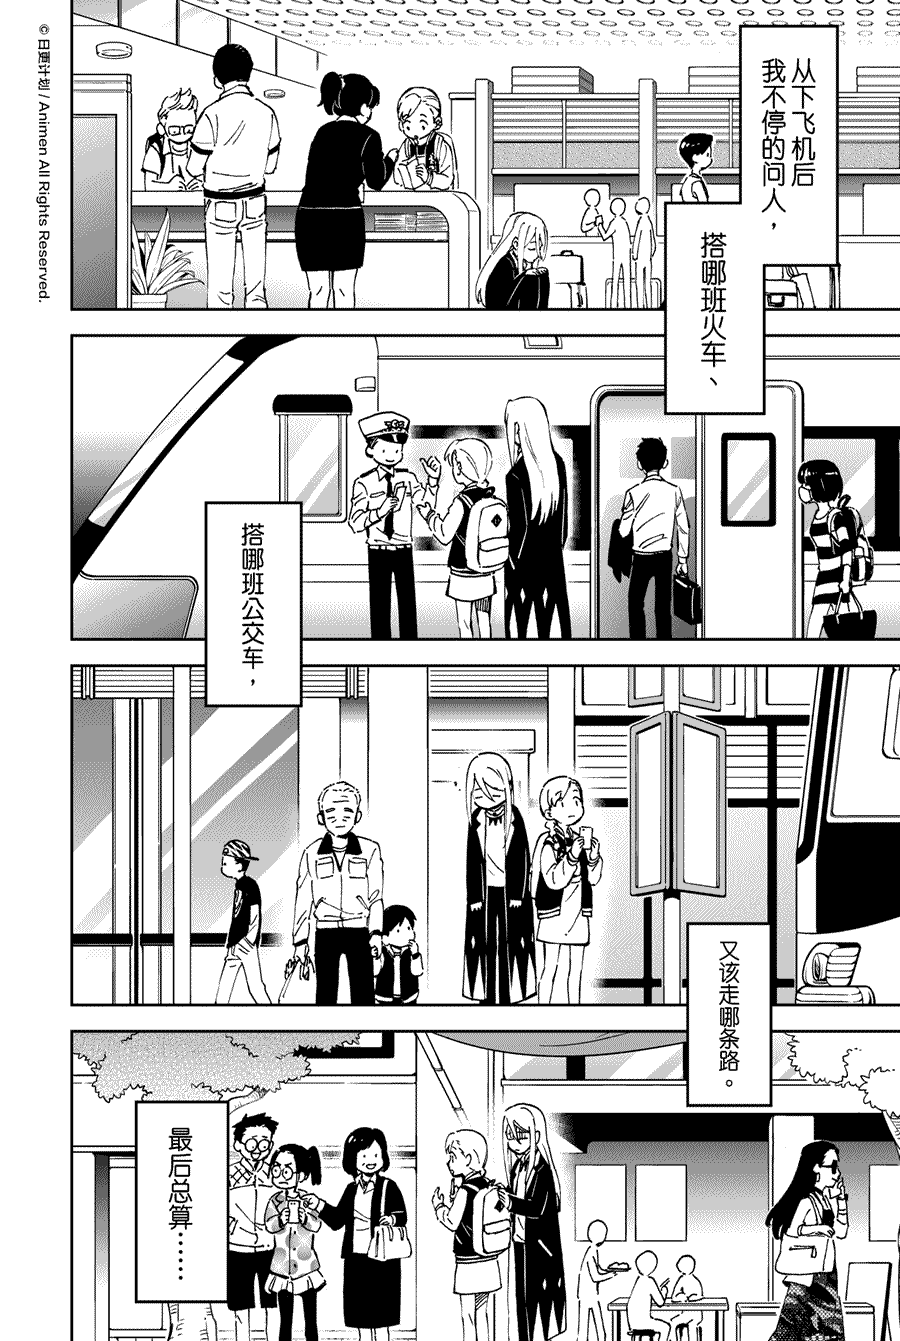 © 日更计划 / Animen All Rights Reserved.
从下飞机后
我不停的问人，
搭哪班火车、
搭哪班公交车，
又该走哪条路。
最后总算……